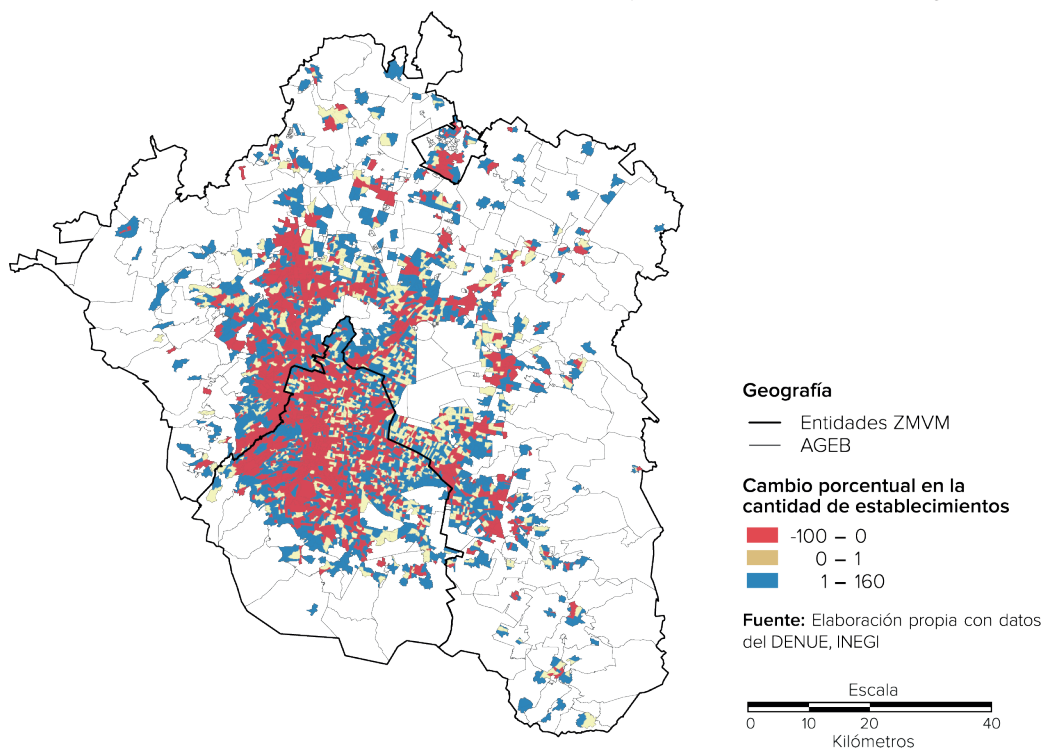 Geografía
Entidades ZMVM
AGEB
Cambio porcentual en la
cantidad de establecimientos
-100 – 0
0 – 1
1 – 160
Fuente: Elaboración propia con datos
del DENUE, INEGI
Escala
0 10 20 40
Kilómetros